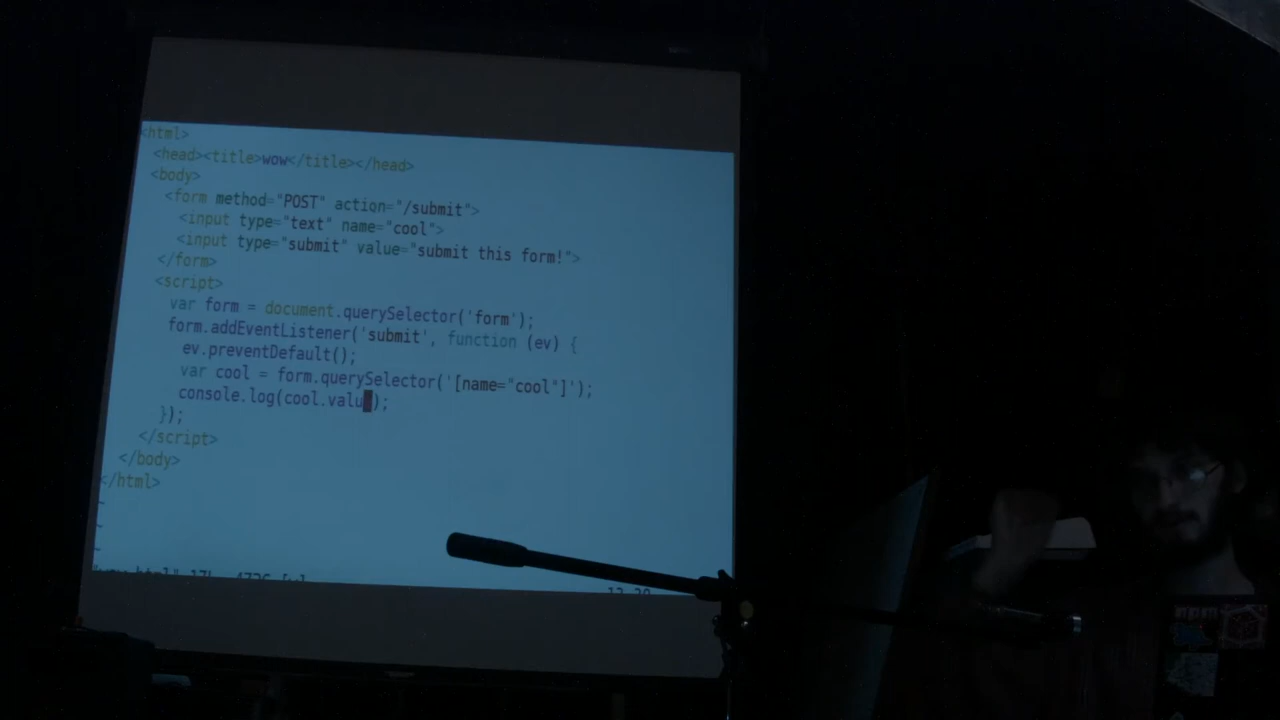 <html>
<head><title>wow</title></head>
<body>
<form method="POST" action="/submit">
<input type="text" name="cool">
<input type="submit" value="submit this form!">
</form>
<script>
var form = document.querySelector('form');
form.addEventListener('submit', function (ev) {
ev.preventDefault();
var cool = form.querySelector('[name="cool"]');
console.log(cool.valu);
});
</script>
</body>
</html>
~
~
~